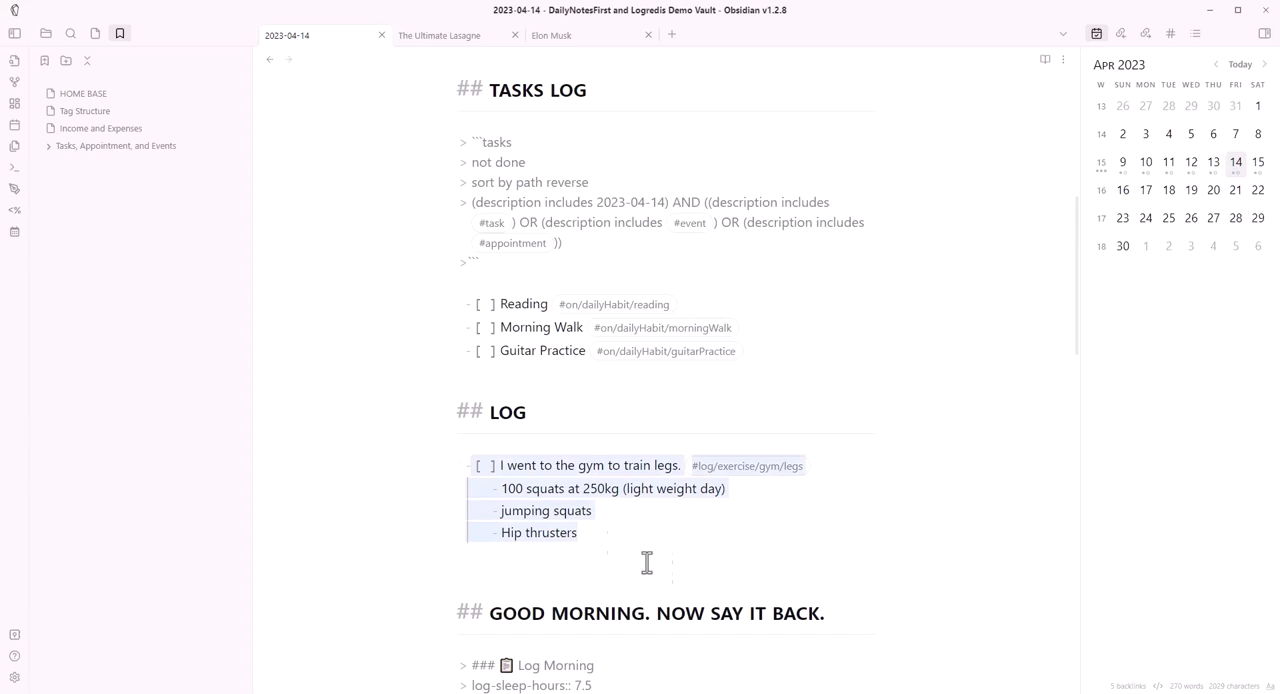 2023-04-14 - DailyNotesFirst and Logredis Demo Vault - Obsidian v1.2.8
2023-04-14
The Ultimate Lasagne
Elon Musk
HOME BASE
Tag Structure
Income and Expenses
Tasks, Appointment, and Events
## TASKS LOG
> ```tasks
> not done
> sort by path reverse
> (description includes 2023-04-14) AND ((description includes
#task ) OR (description includes #event ) OR (description includes
#appointment ))
>```
- [ ] Reading #on/dailyHabit/reading
- [ ] Morning Walk #on/dailyHabit/morningWalk
- [ ] Guitar Practice #on/dailyHabit/guitarPractice
## LOG
- [ ] I went to the gym to train legs. #log/exercise/gym/legs
- 100 squats at 250kg (light weight day)
- jumping squats
- Hip thrusters
## GOOD MORNING. NOW SAY IT BACK.
> ### 📋 Log Morning
> log-sleep-hours:: 7.5
APR 2023
Today
W SUN MON TUE WED THU FRI SAT
13 26 27 28 29 30 31 1
14 2 3 4 5 6 7 8
15 9 10 11 12 13 14 15
16 16 17 18 19 20 21 22
17 23 24 25 26 27 28 29
18 30 1 2 3 4 5 6
5 backlinks </> 270 words 2029 characters Aa